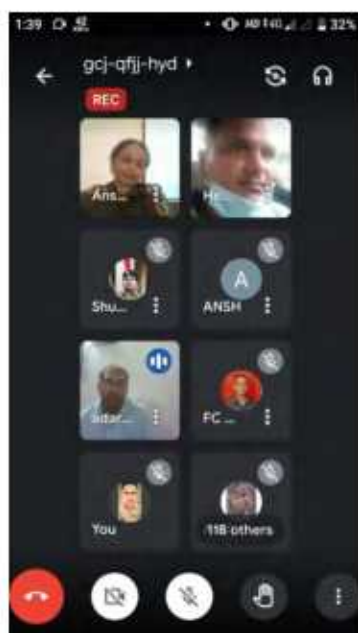 1:39
32%
gcj-qfjj-hyd
REC
Ans...
Shu...
A
ANSH
FC ...
You
118 others